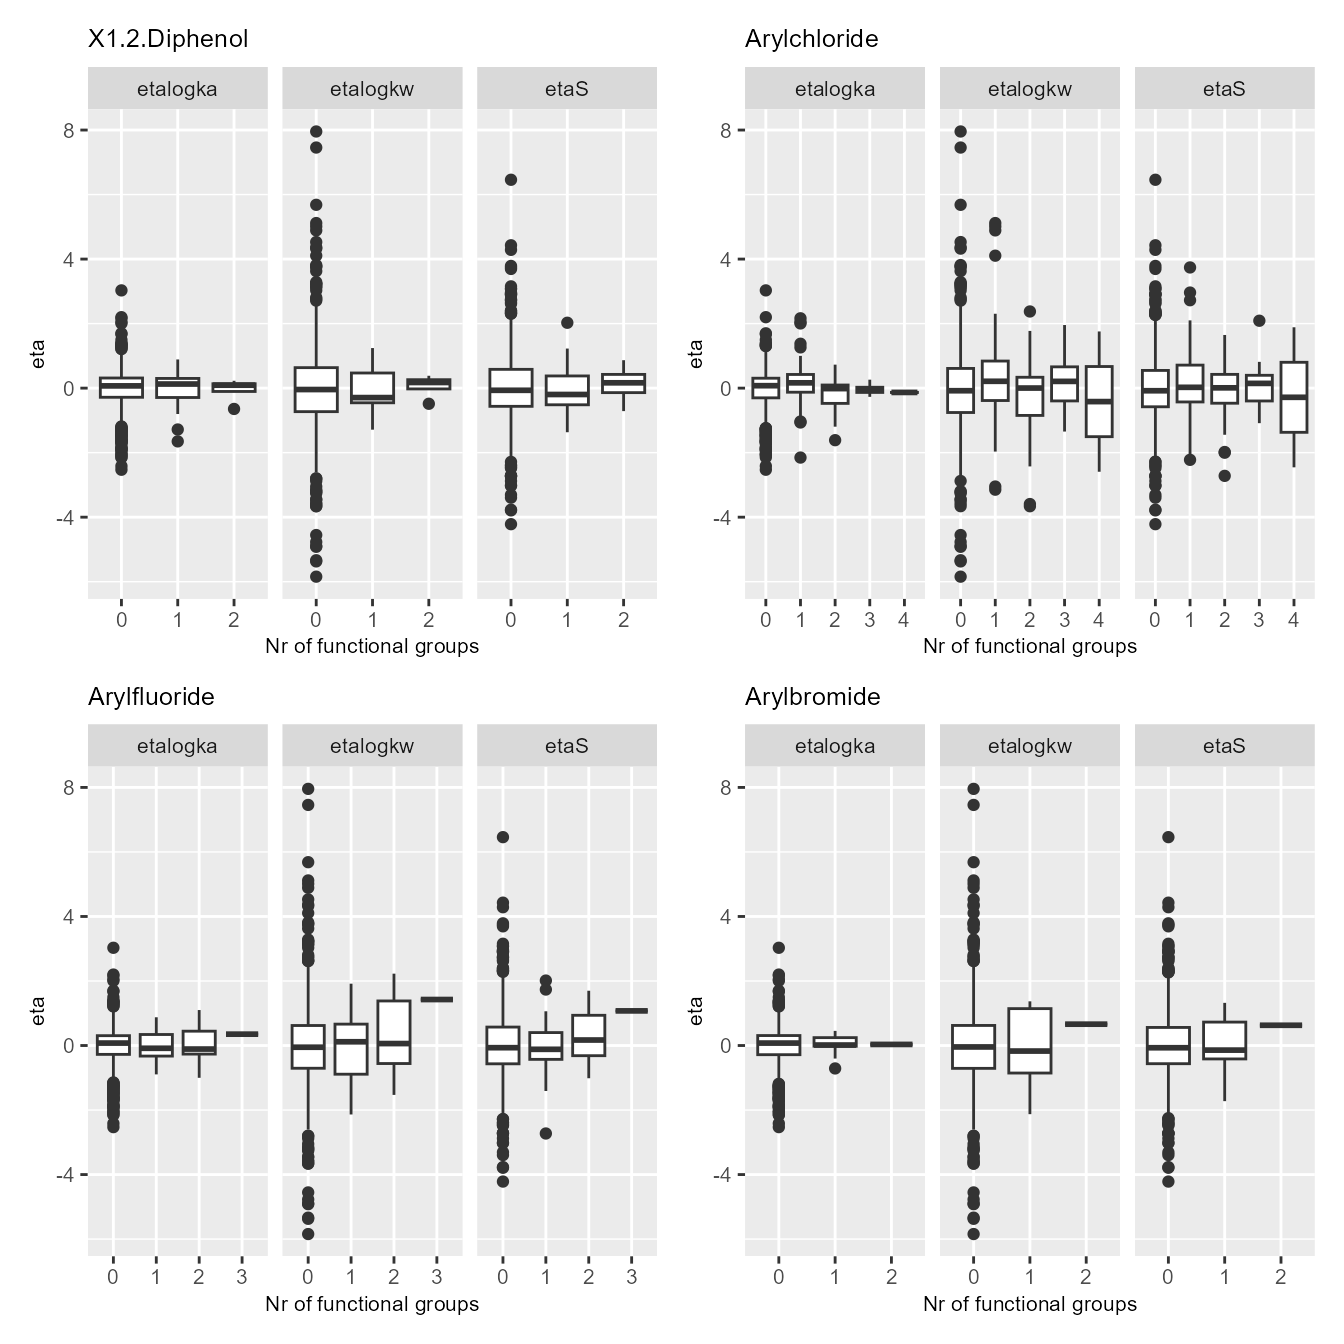 X1.2.Diphenol
etalogka etalogkw etaS
8
4
0
-4
eta
0 1 2 0 1 2 0 1 2
Nr of functional groups
Arylchloride
etalogka etalogkw etaS
8
4
0
-4
eta
0 1 2 3 4 0 1 2 3 4 0 1 2 3 4
Nr of functional groups
Arylfluoride
etalogka etalogkw etaS
8
4
0
-4
eta
0 1 2 3 0 1 2 3 0 1 2 3
Nr of functional groups
Arylbromide
etalogka etalogkw etaS
8
4
0
-4
eta
0 1 2 0 1 2 0 1 2
Nr of functional groups